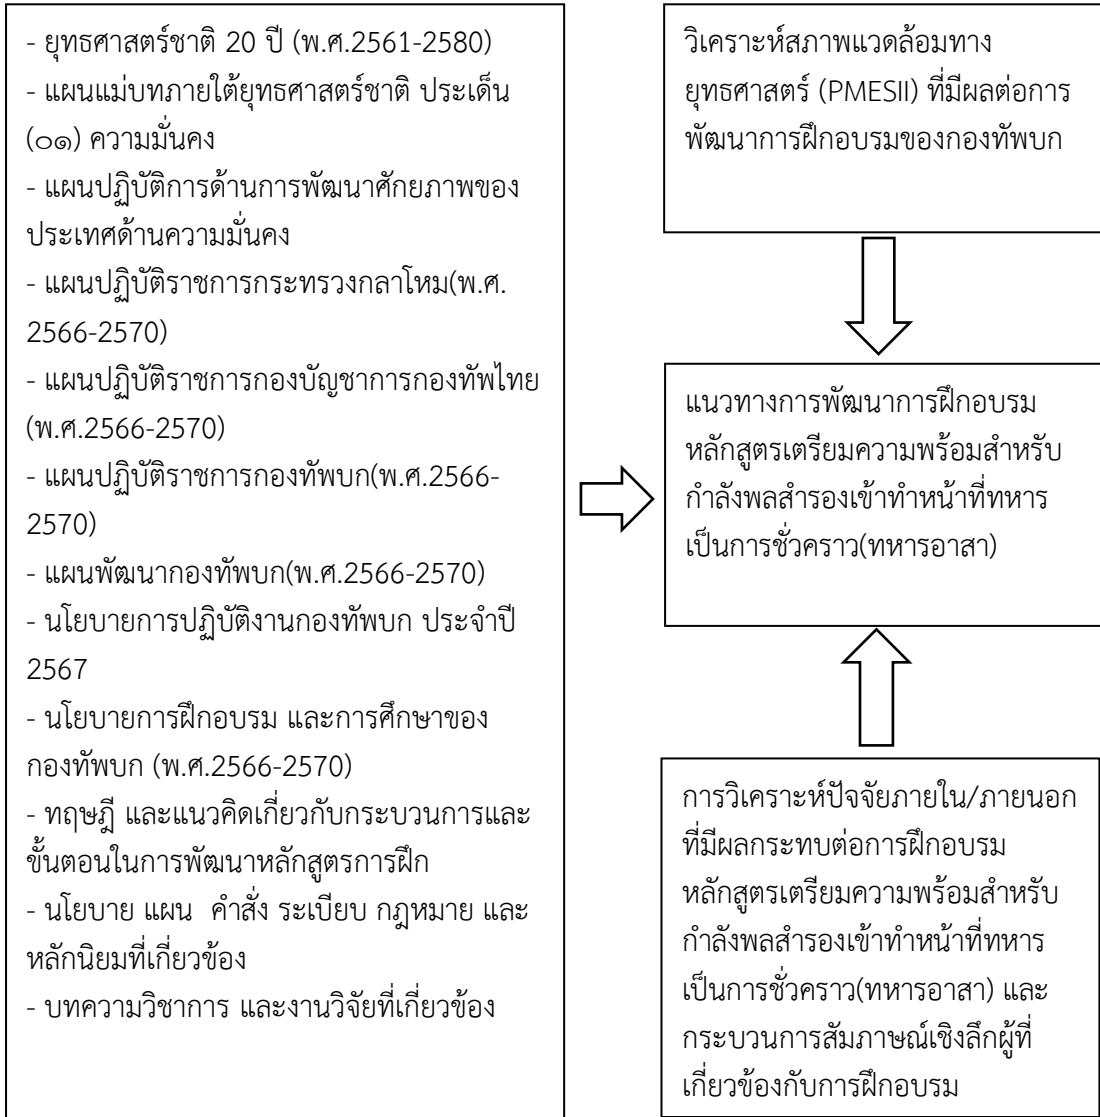 - ยุทธศาสตร์ชาติ 20 ปี (พ.ศ.2561-2580)
- แผนแม่บทภายใต้ยุทธศาสตร์ชาติ ประเด็น
(๐๑) ความมั่นคง
- แผนปฏิบัติการด้านการพัฒนาศักยภาพของ
ประเทศด้านความมั่นคง
- แผนปฏิบัติราชการกระทรวงกลาโหม(พ.ศ.
2566-2570)
- แผนปฏิบัติราชการกองบัญชาการกองทัพไทย
(พ.ศ.2566-2570)
- แผนปฏิบัติราชการกองทัพบก(พ.ศ.2566-
2570)
- แผนพัฒนากองทัพบก(พ.ศ.2566-2570)
- นโยบายการปฏิบัติงานกองทัพบก ประจำปี
2567
- นโยบายการฝึกอบรม และการศึกษาของ
กองทัพบก (พ.ศ.2566-2570)
- ทฤษฎี และแนวคิดเกี่ยวกับกระบวนการและ
ขั้นตอนในการพัฒนาหลักสูตรการฝึก
- นโยบาย แผน  คำสั่ง ระเบียบ กฎหมาย และ
หลักนิยมที่เกี่ยวข้อง
- บทความวิชาการ และงานวิจัยที่เกี่ยวข้อง
วิเคราะห์สภาพแวดล้อมทาง
ยุทธศาสตร์ (PMESII) ที่มีผลต่อการ
พัฒนาการฝึกอบรมของกองทัพบก
แนวทางการพัฒนาการฝึกอบรม
หลักสูตรเตรียมความพร้อมสำหรับ
กำลังพลสำรองเข้าทำหน้าที่ทหาร
เป็นการชั่วคราว(ทหารอาสา)
การวิเคราะห์ปัจจัยภายใน/ภายนอก
ที่มีผลกระทบต่อการฝึกอบรม
หลักสูตรเตรียมความพร้อมสำหรับ
กำลังพลสำรองเข้าทำหน้าที่ทหาร
เป็นการชั่วคราว(ทหารอาสา) และ
กระบวนการสัมภาษณ์เชิงลึกผู้ที่
เกี่ยวข้องกับการฝึกอบรม